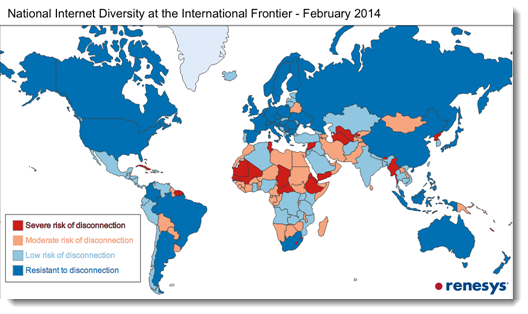 National Internet Diversity at the International Frontier - February 2014
Severe risk of disconnection
Moderate risk of disconnection
Low risk of disconnection
Resistant to disconnection
renesys